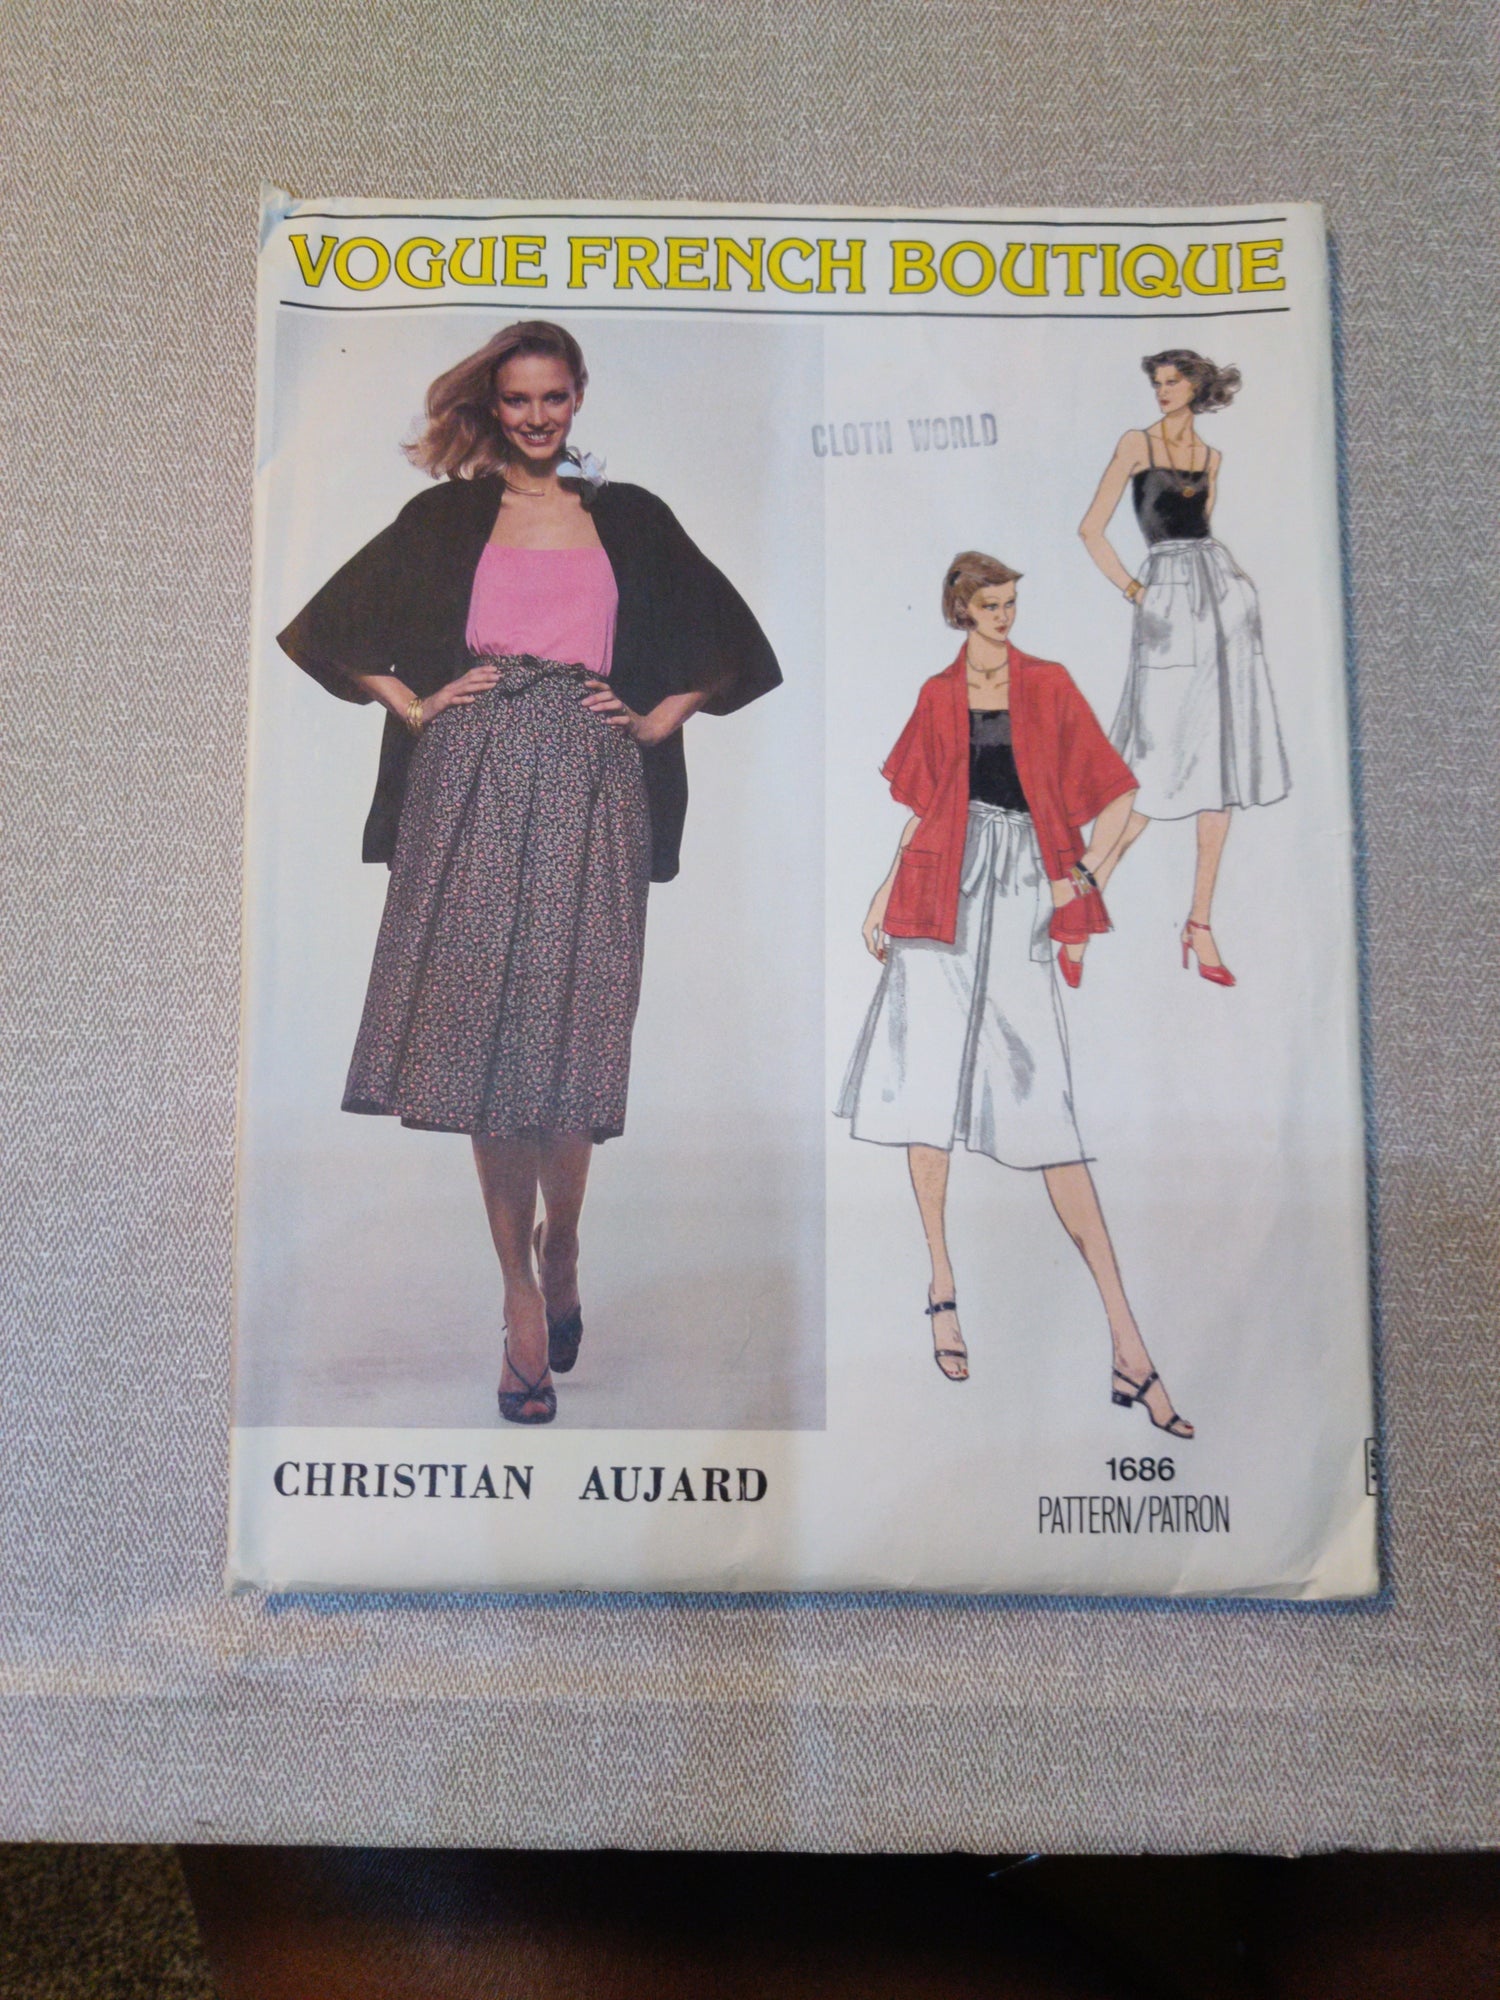 VOGUE FRENCH BOUTIQUE
CLOTH WORLD
CHRISTIAN AUJARD
1686
PATTERN/PATRON